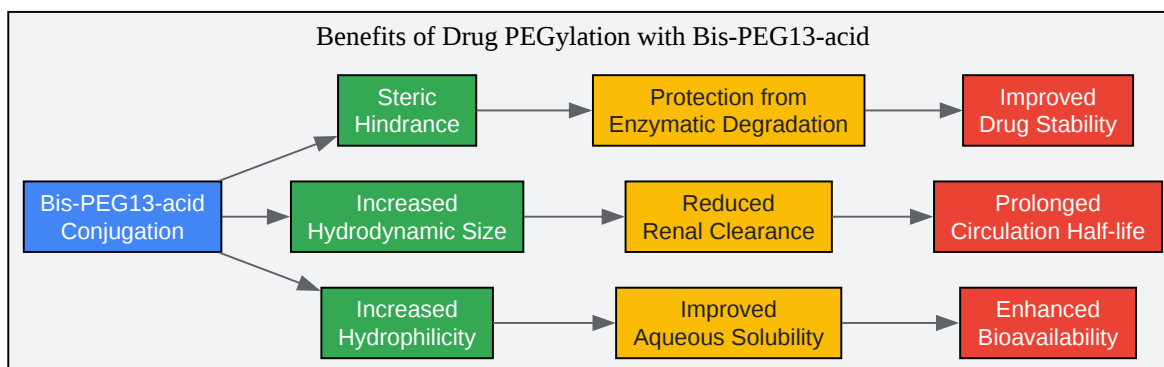 Benefits of Drug PEGylation with Bis-PEG13-acid
Steric
Hindrance
Protection from
Enzymatic Degradation
Improved
Drug Stability
Bis-PEG13-acid
Conjugation
Increased
Hydrodynamic Size
Reduced
Renal Clearance
Prolonged
Circulation Half-life
Increased
Hydrophilicity
Improved
Aqueous Solubility
Enhanced
Bioavailability